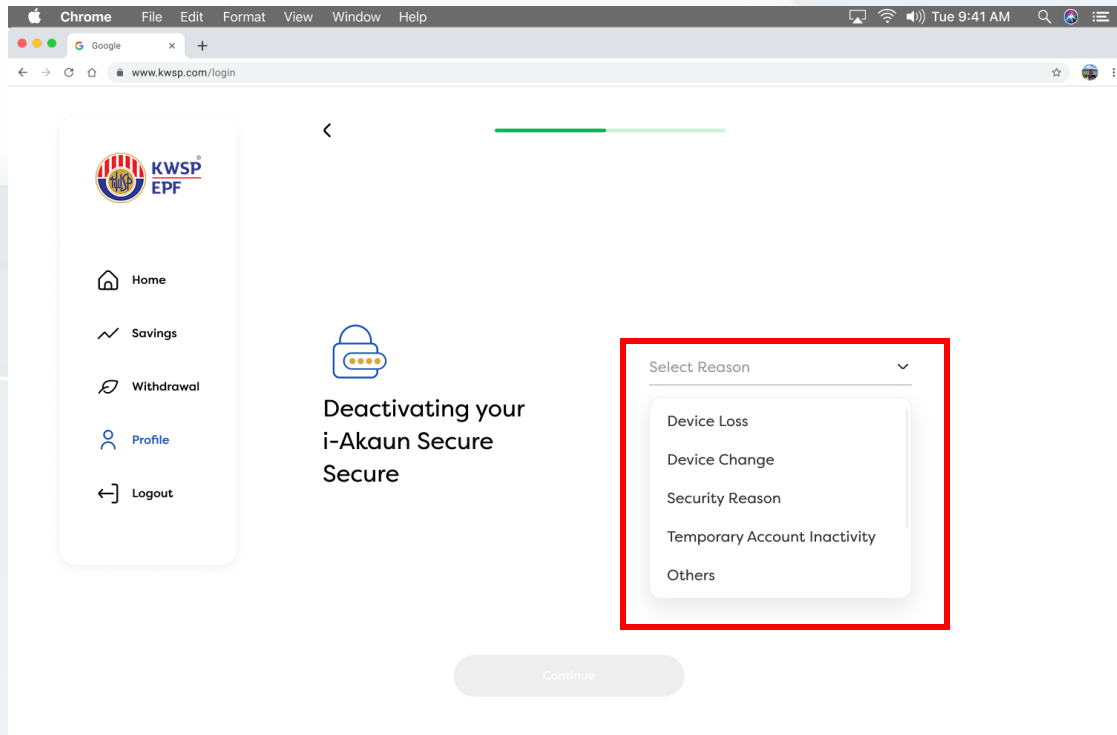 Chrome File Edit Format View Window Help Tue 9:41 AM
Google
www.kwsp.com/login
KWSP
EPF
Home
Savings
Withdrawal
Profile
Logout
Deactivating your
i-Akaun Secure
Secure
Select Reason
Device Loss
Device Change
Security Reason
Temporary Account Inactivity
Others
Continue